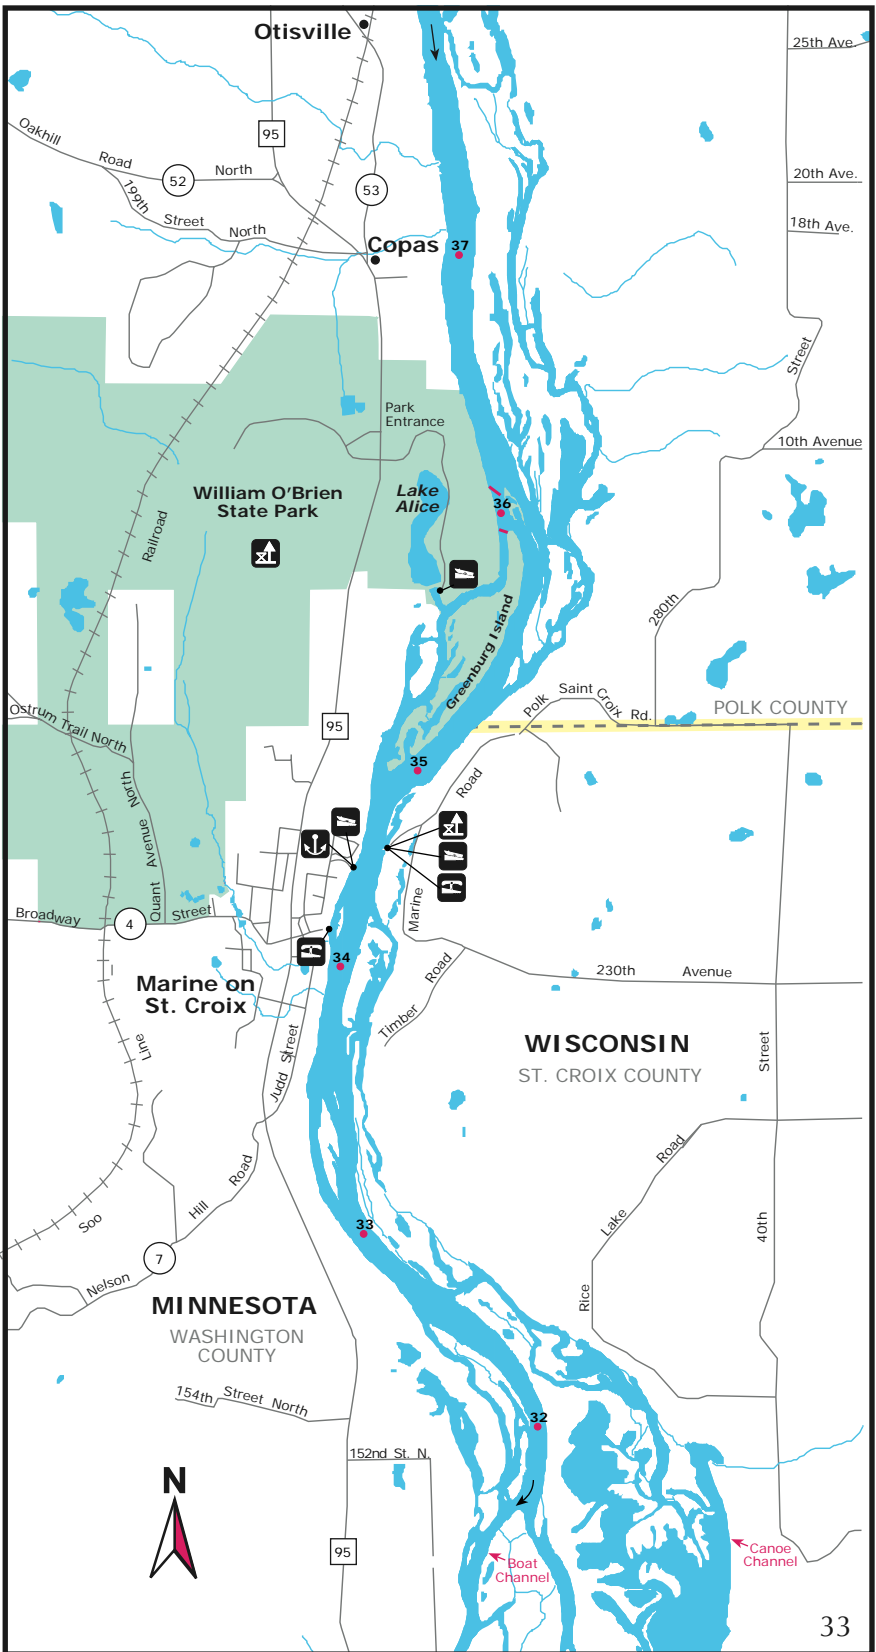 Otisville
25th Ave.
95
Oakhill
Road
52
North
53
20th Ave.
199th
Street
North
18th Ave.
Copas
37
Street
Park
Entrance
10th Avenue
William O'Brien
State Park
Lake
Alice
36
Railroad
280th
Greenburg Island
Saint Croix
Polk
Rd.
POLK COUNTY
Ostrum Trail North
95
35
Road
North
Avenue
Quant
Marine
Broadway
4
Street
34
Road
230th
Avenue
Marine on
St. Croix
Timber
Line
Judd Street
WISCONSIN
ST. CROIX COUNTY
Street
Road
Road
Hill
Soo
Lake
40th
33
7
Nelson
Rice
MINNESOTA
WASHINGTON
COUNTY
154th Street North
32
152nd St. N.
N
95
Boat
Channel
Canoe
Channel
33